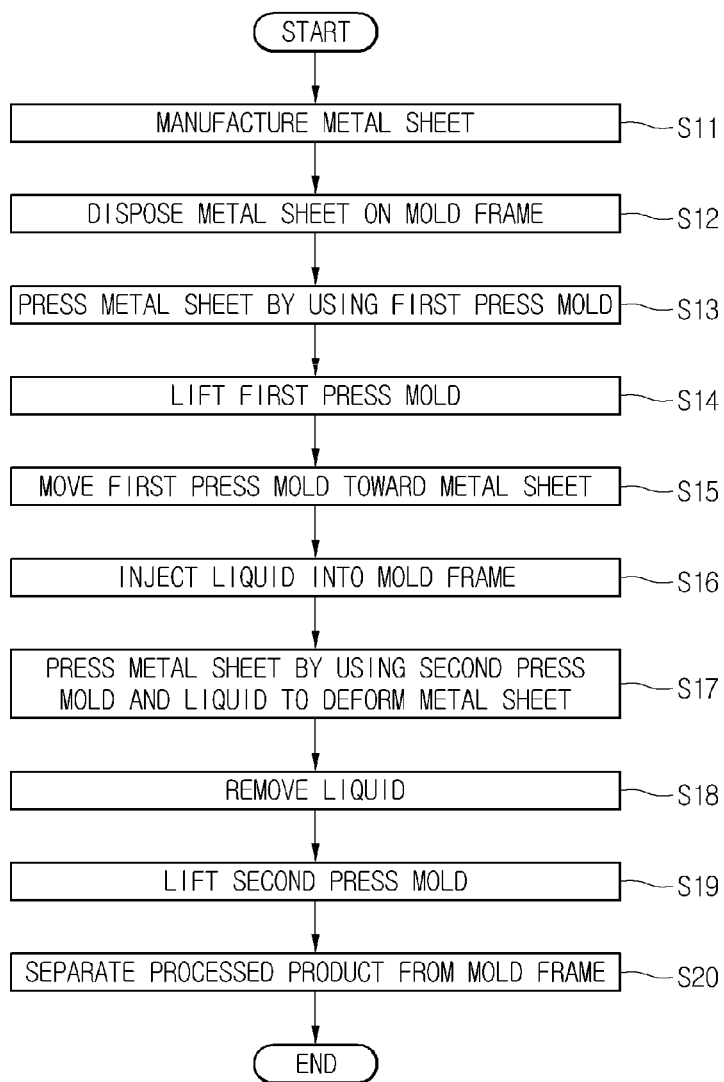 START
MANUFACTURE METAL SHEET
S11
DISPOSE METAL SHEET ON MOLD FRAME
S12
PRESS METAL SHEET BY USING FIRST PRESS MOLD
S13
LIFT FIRST PRESS MOLD
S14
MOVE FIRST PRESS MOLD TOWARD METAL SHEET
S15
INJECT LIQUID INTO MOLD FRAME
S16
PRESS METAL SHEET BY USING SECOND PRESS
MOLD AND LIQUID TO DEFORM METAL SHEET
S17
REMOVE LIQUID
S18
LIFT SECOND PRESS MOLD
S19
SEPARATE PROCESSED PRODUCT FROM MOLD FRAME
S20
END